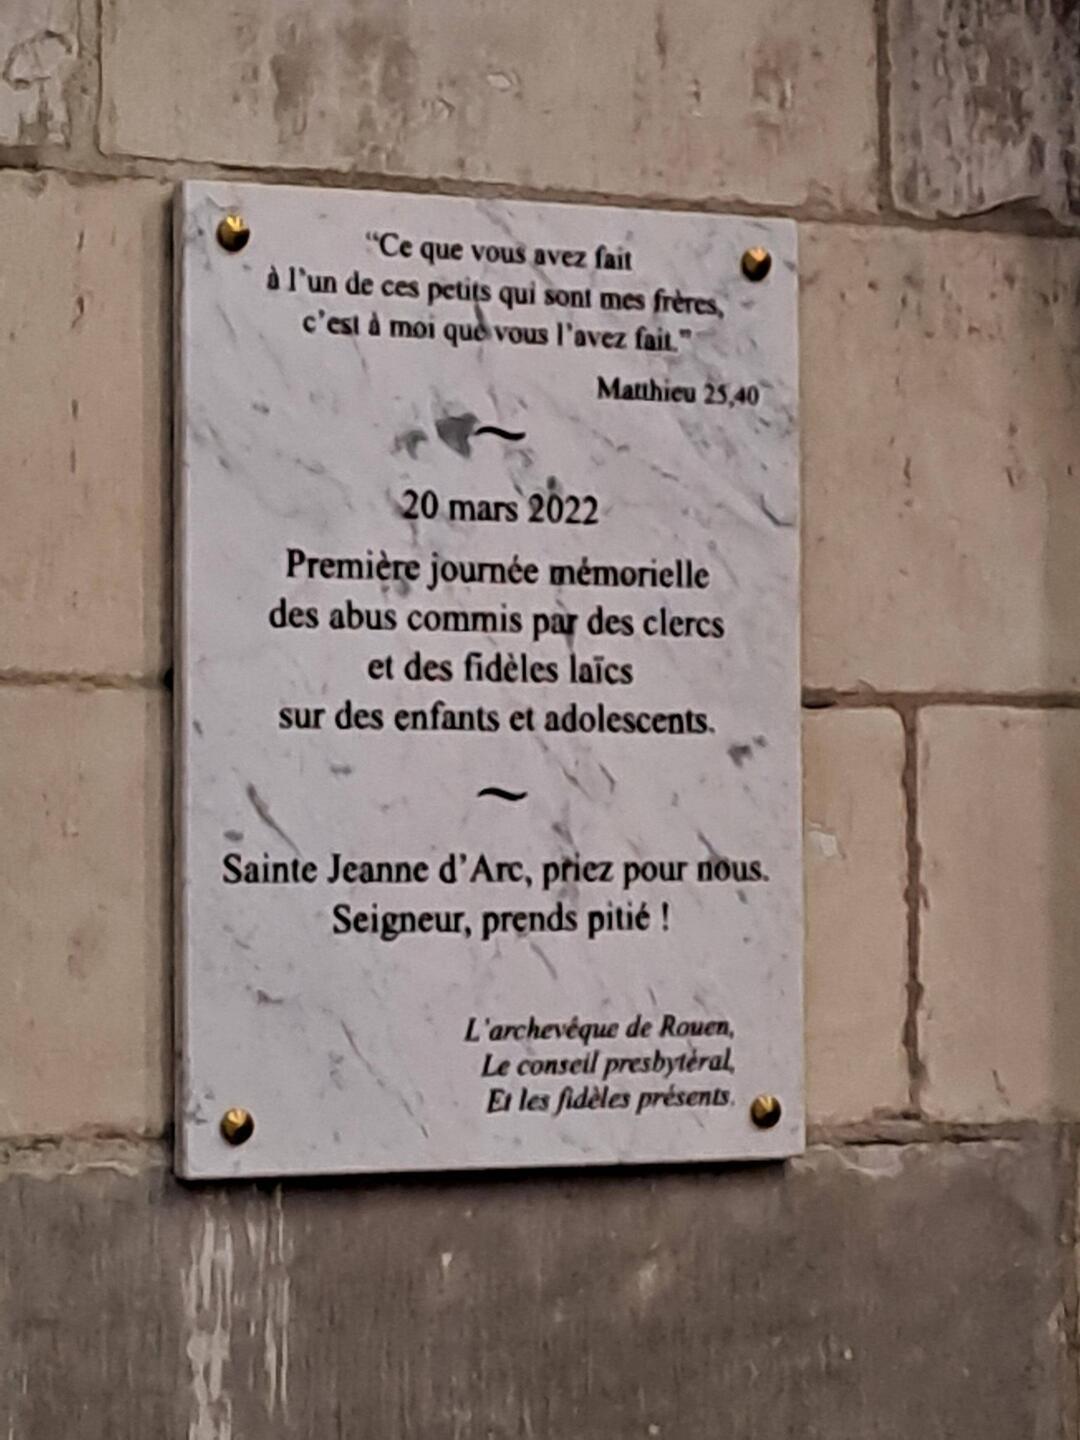 “Ce que vous avez fait
à l’un de ces petits qui sont mes frères,
c’est à moi que vous l’avez fait.”
Matthieu 25,40
~
20 mars 2022
Première journée mémorielle
des abus commis par des clercs
et des fidèles laïcs
sur des enfants et adolescents.
~
Sainte Jeanne d’Arc, priez pour nous.
Seigneur, prends pitié !
L’archevêque de Rouen,
Le conseil presbytéral,
Et les fidèles présents.